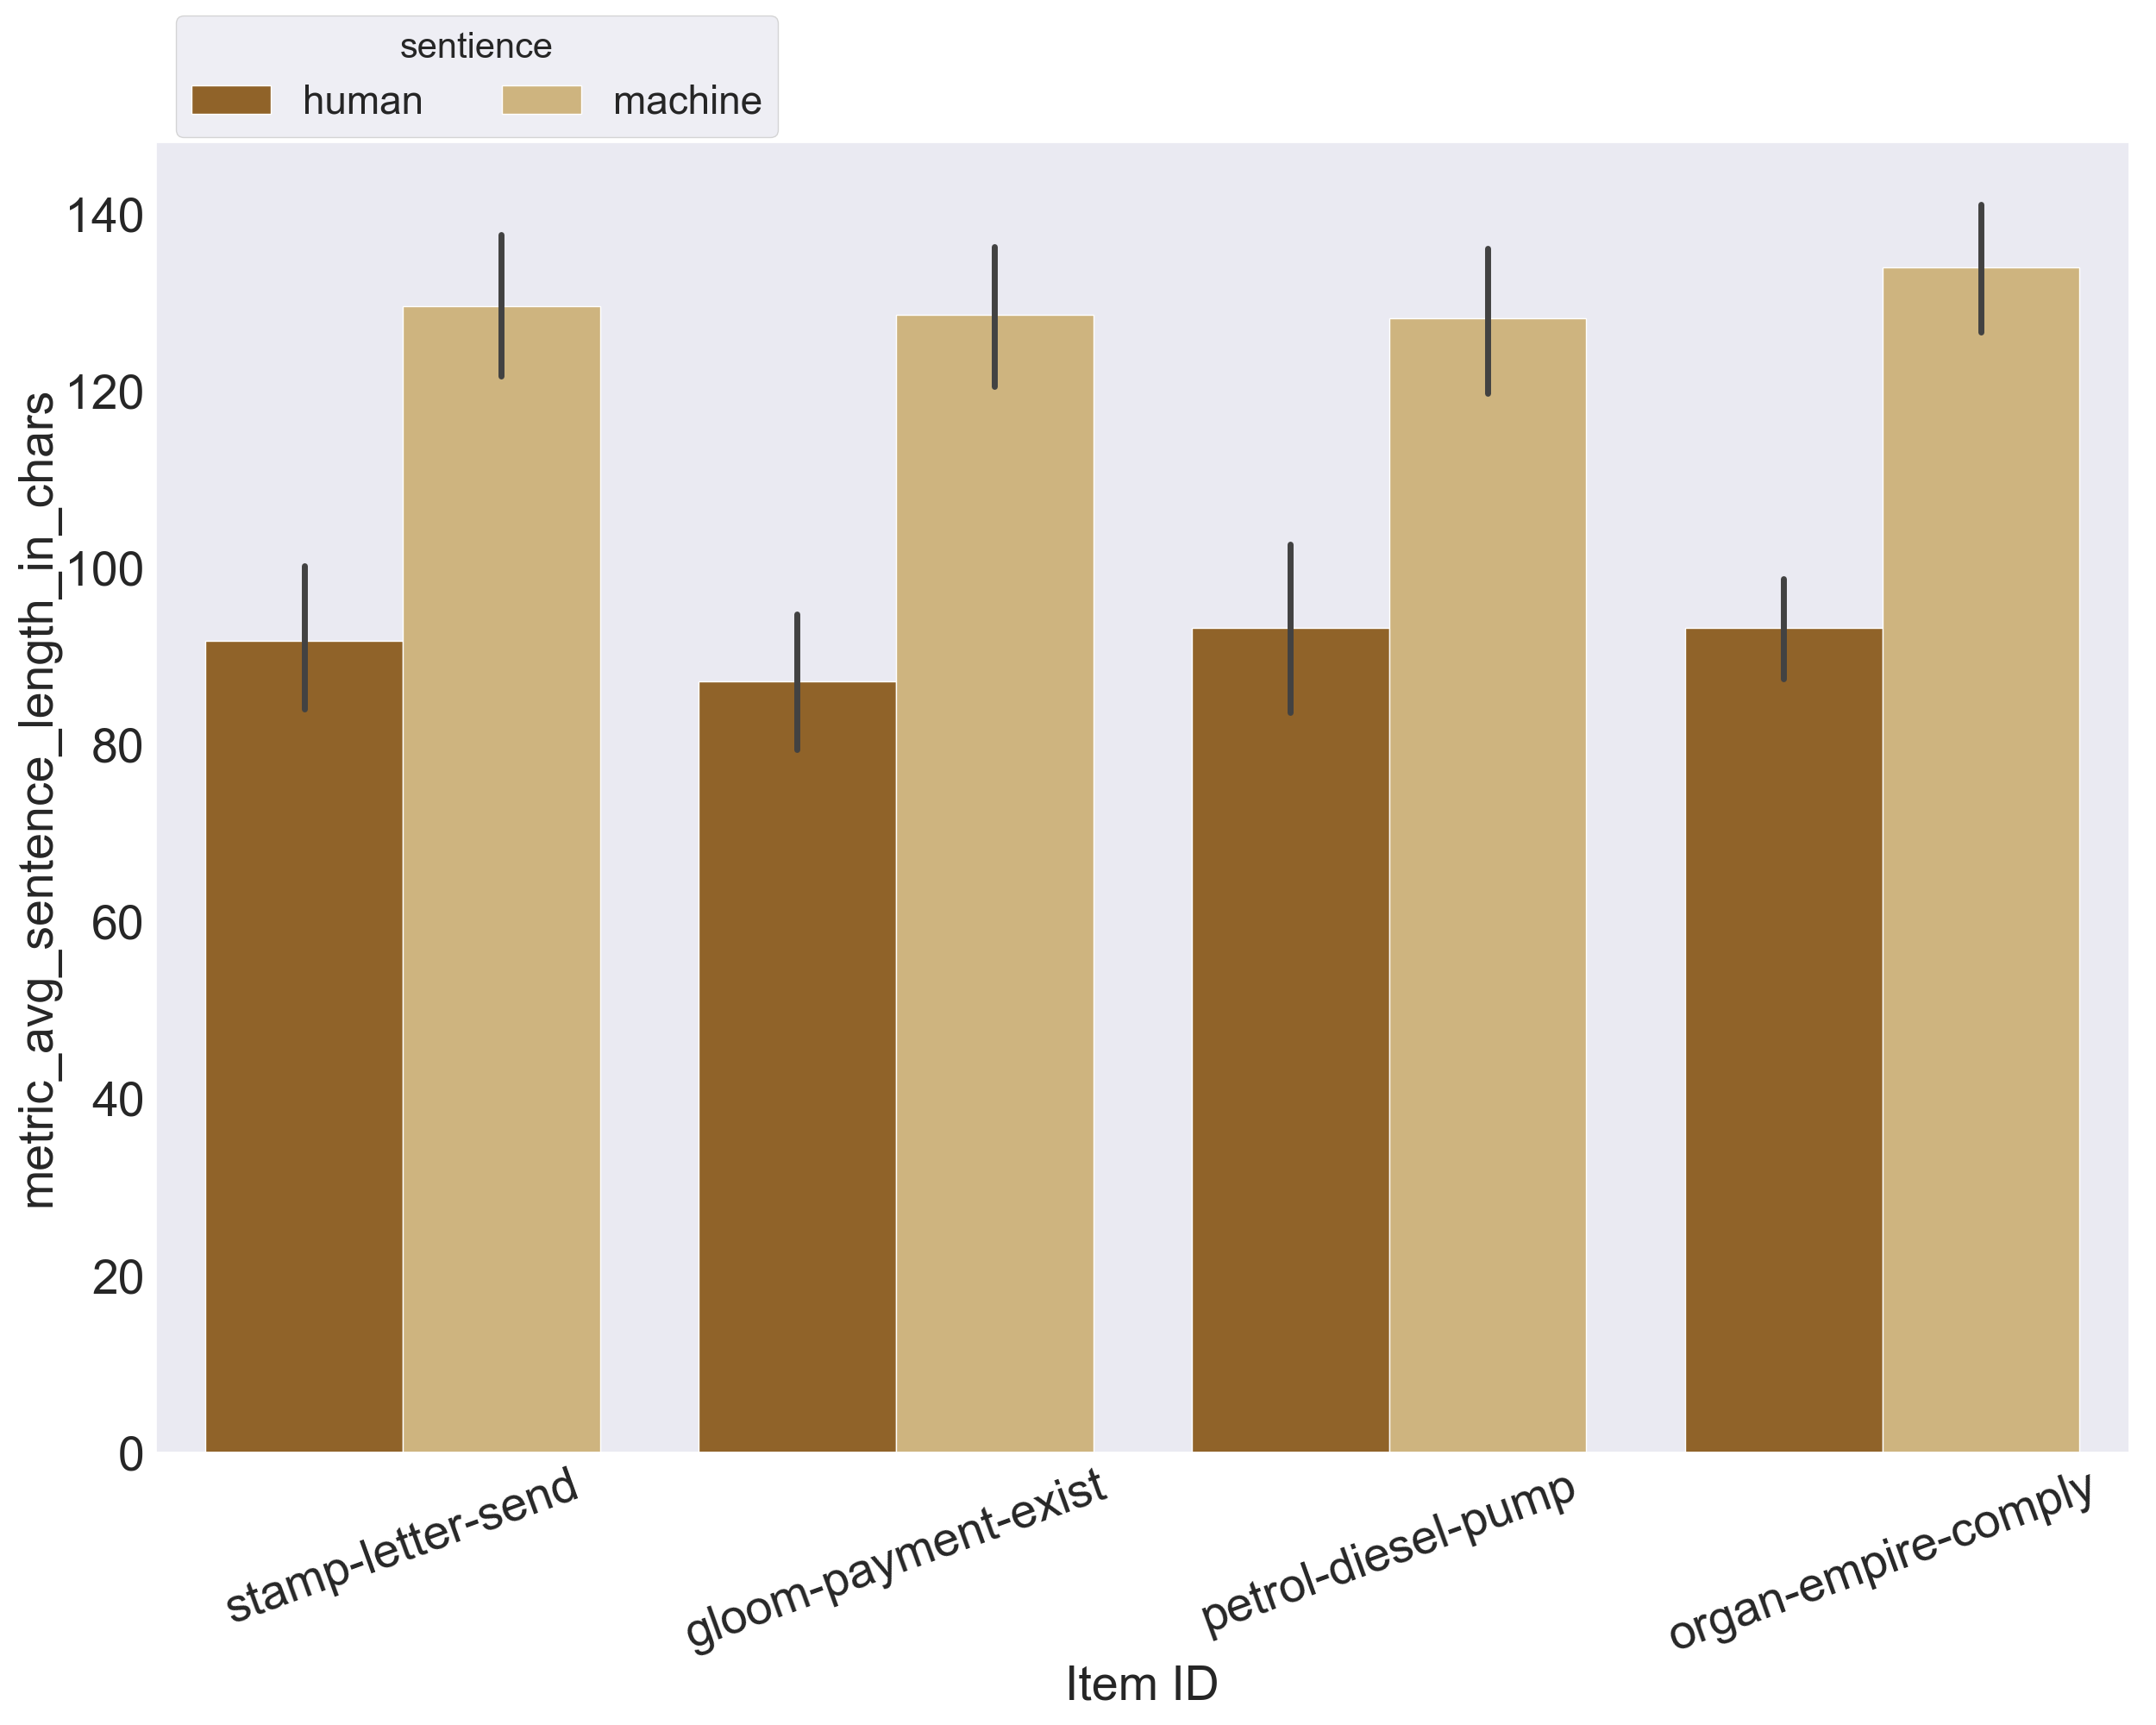 sentience
human machine
metric_avg_sentence_length_in_chars
140
120
100
80
60
40
20
0
stamp-letter-send
gloom-payment-exist
petrol-diesel-pump
organ-empire-comply
Item ID